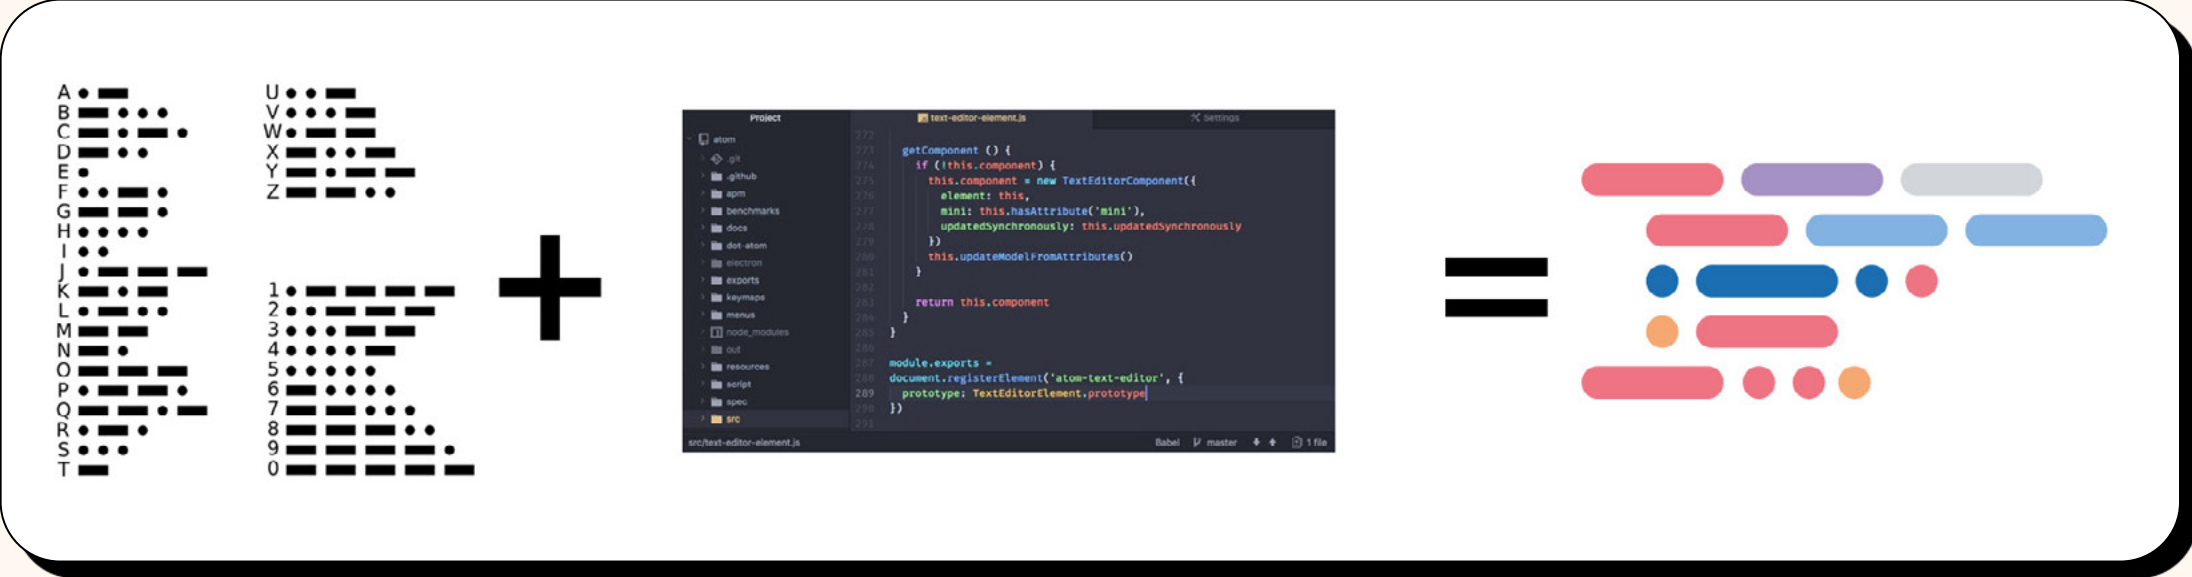 A
B
C
D
E
F
G
H
I
J
K
L
M
N
O
P
Q
R
S
T
U
V
W
X
Y
Z
1
2
3
4
5
6
7
8
9
0
Project
atom
.git
.github
apm
benchmarks
docs
dot-atom
electron
exports
keymaps
menus
node_modules
out
resources
script
spec
src
text-editor-element.js
Settings
getComponent () {
if (!this.component) {
this.component = new TextEditorComponent({
element: this,
mini: this.hasAttribute('mini'),
updatedSynchronously: this.updatedSynchronously
})
this.updateModelFromAttributes()
}
return this.component
}
}
module.exports =
document.registerElement('atom-text-editor', {
289 prototype: TextEditorElement.prototype
})
src/text-editor-element.js
Babel master 1 file